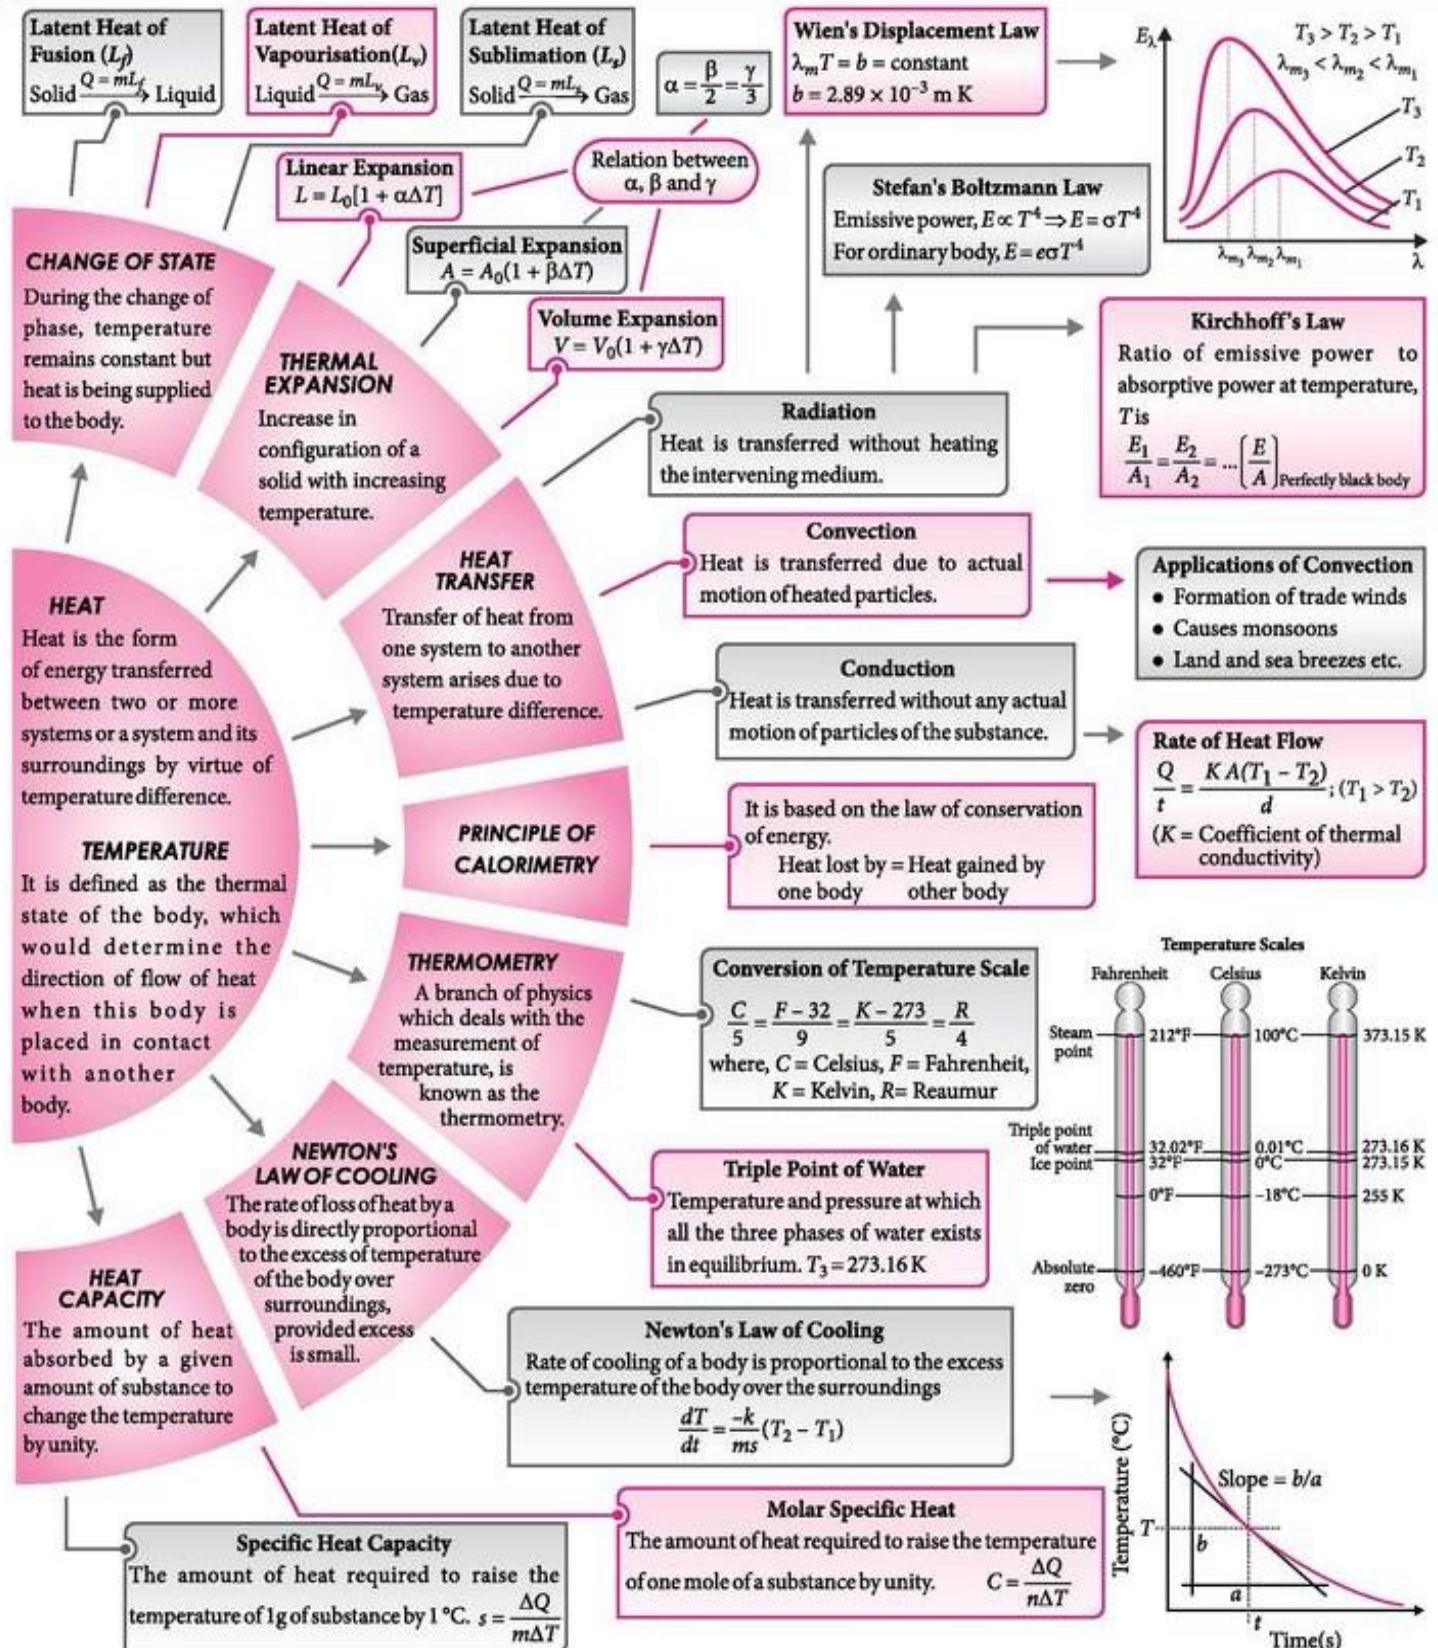 Latent Heat of
Fusion (L_f)
Solid Q = mL_f → Liquid
Latent Heat of
Vapourisation(L_v)
Liquid Q = mL_v → Gas
Latent Heat of
Sublimation (L_s)
Solid Q = mL_s → Gas
α = β/2 = γ/3
Wien's Displacement Law
λ_m T = b = constant
b = 2.89 × 10⁻³ m K
E_λ
T₃ > T₂ > T₁
λ_m₃ < λ_m₂ < λ_m₁
T₃
T₂
T₁
λ_m₃ λ_m₂ λ_m₁
λ
Linear Expansion
L = L₀[1 + αΔT]
Relation between
α, β and γ
Superficial Expansion
A = A₀(1 + βΔT)
Volume Expansion
V = V₀(1 + γΔT)
Stefan's Boltzmann Law
Emissive power, E ∝ T⁴ ⇒ E = σT⁴
For ordinary body, E = eσT⁴
Kirchhoff's Law
Ratio of emissive power to
absorptive power at temperature,
T is
E₁/A₁ = E₂/A₂ = ... (E/A) Perfectly black body
CHANGE OF STATE
During the change of
phase, temperature
remains constant but
heat is being supplied
to the body.
THERMAL
EXPANSION
Increase in
configuration of a
solid with increasing
temperature.
Radiation
Heat is transferred without heating
the intervening medium.
HEAT
TRANSFER
Transfer of heat from
one system to another
system arises due to
temperature difference.
Convection
Heat is transferred due to actual
motion of heated particles.
Applications of Convection
• Formation of trade winds
• Causes monsoons
• Land and sea breezes etc.
Conduction
Heat is transferred without any actual
motion of particles of the substance.
Rate of Heat Flow
Q/t = K A(T₁ − T₂)/d ; (T₁ > T₂)
(K = Coefficient of thermal
conductivity)
HEAT
Heat is the form
of energy transferred
between two or more
systems or a system and its
surroundings by virtue of
temperature difference.
TEMPERATURE
It is defined as the thermal
state of the body, which
would determine the
direction of flow of heat
when this body is
placed in contact
with another
body.
PRINCIPLE OF
CALORIMETRY
It is based on the law of conservation
of energy.
Heat lost by = Heat gained by
one body other body
THERMOMETRY
A branch of physics
which deals with the
measurement of
temperature, is
known as the
thermometry.
Conversion of Temperature Scale
C/5 = F − 32/9 = K − 273/5 = R/4
where, C = Celsius, F = Fahrenheit,
K = Kelvin, R= Reaumur
Temperature Scales
Fahrenheit Celsius Kelvin
Steam
point
212°F 100°C 373.15 K
Triple point
of water
32.02°F 0.01°C 273.16 K
Ice point 32°F 0°C 273.15 K
0°F −18°C 255 K
Absolute
zero
−460°F −273°C 0 K
Triple Point of Water
Temperature and pressure at which
all the three phases of water exists
in equilibrium. T₃ = 273.16 K
NEWTON'S
LAW OF COOLING
The rate of loss of heat by a
body is directly proportional
to the excess of temperature
of the body over
surroundings,
provided excess
is small.
Newton's Law of Cooling
Rate of cooling of a body is proportional to the excess
temperature of the body over the surroundings
dT/dt = −k/ms (T₂ − T₁)
Temperature (°C)
Slope = b/a
T
b
a
t
Time(s)
HEAT
CAPACITY
The amount of heat
absorbed by a given
amount of substance to
change the temperature
by unity.
Molar Specific Heat
The amount of heat required to raise the temperature
of one mole of a substance by unity. C = ΔQ/nΔT
Specific Heat Capacity
The amount of heat required to raise the
temperature of 1g of substance by 1 °C. s = ΔQ/mΔT